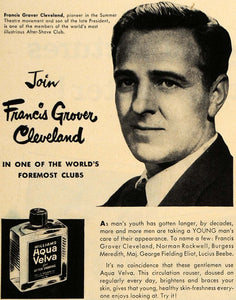 Francis Grover Cleveland, pioneer in the Summer
Theatre movement and son of the late President,
is one of the members of the world's most
illustrious After-Shave Club.
Join
Francis Grover
Cleveland
IN ONE OF THE WORLD'S
FOREMOST CLUBS
WILLIAMS
Aqua
Velva
AFTER SHAVING
As man's youth has gotten longer, by decades,
more and more men are taking a YOUNG man's
care of their appearance. To name a few: Francis
Grover Cleveland, Norman Rockwell, Burgess
Meredith, Maj. George Fielding Eliot, Lucius Beebe.
It's no coincidence that these gentlemen use
Aqua Velva. This circulation rouser, doused on
regularly every day, brightens up your skin, brings
signs that young, healthy skin-freshness every-
one enjoys looking at. Try it!